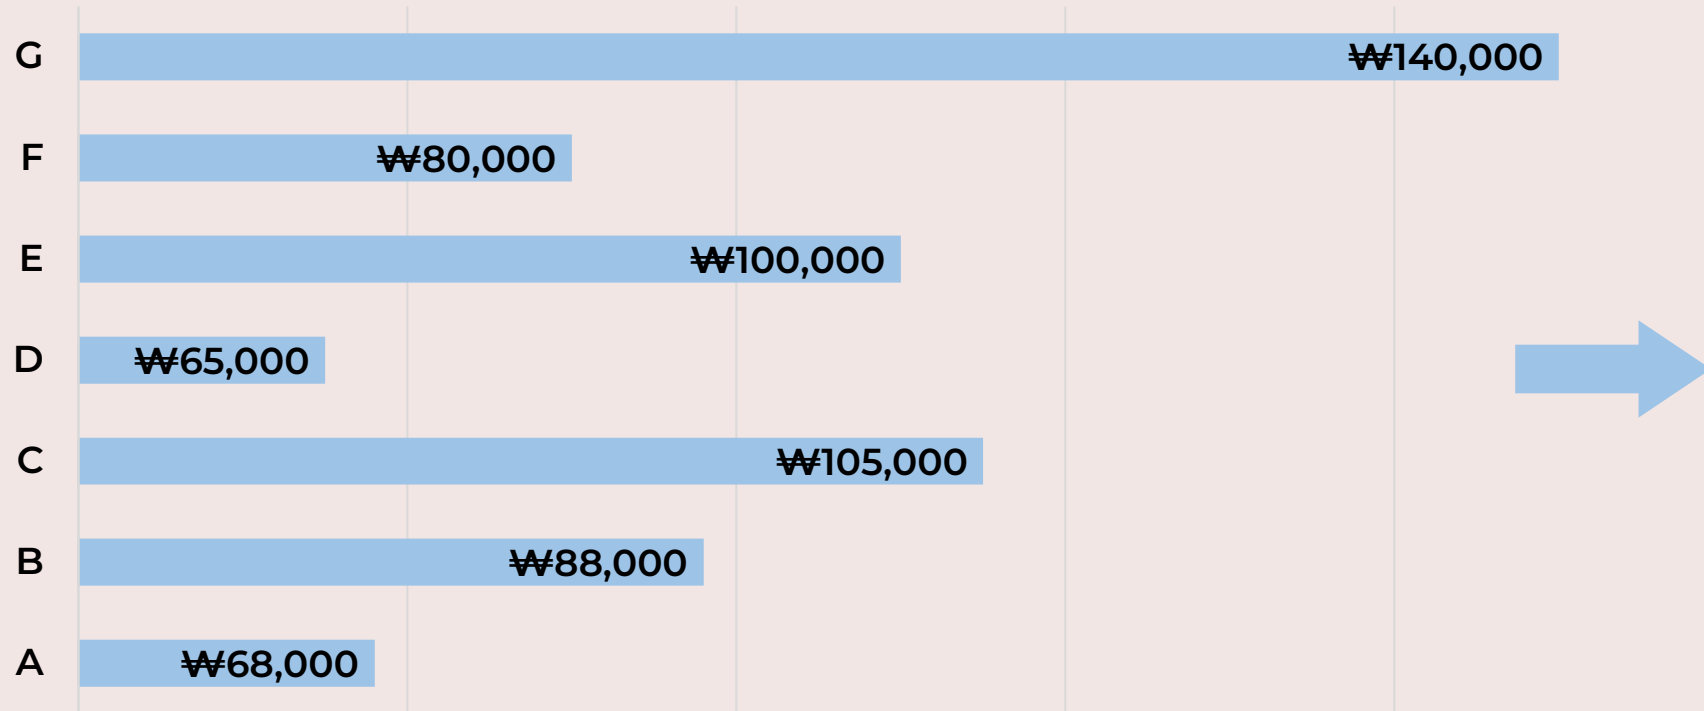 G ₩140,000
F ₩80,000
E ₩100,000
D ₩65,000
C ₩105,000
B ₩88,000
A ₩68,000